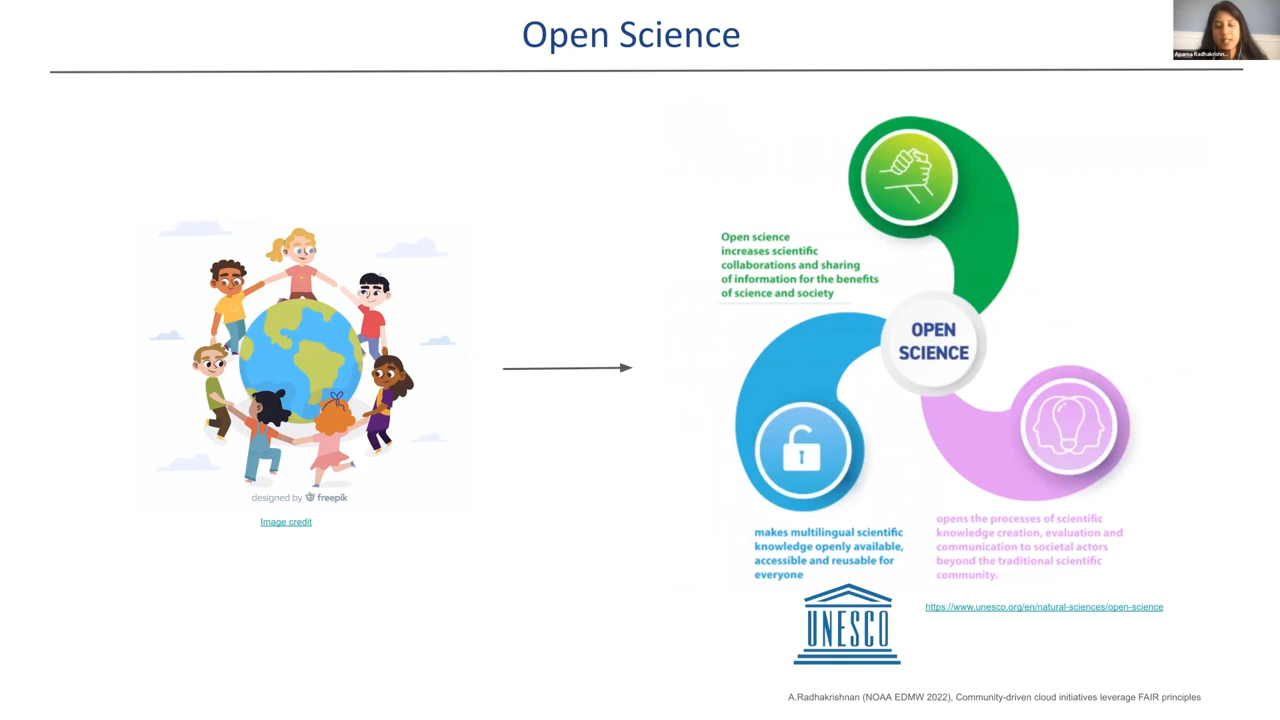 Open Science
Aparna Radhakrishn...
Open science
increases scientific
collaborations and sharing
of information for the benefits
of science and society
OPEN
SCIENCE
designed by freepik
Image credit
makes multilingual scientific
knowledge openly available,
accessible and reusable for
everyone
opens the processes of scientific
knowledge creation, evaluation and
communication to societal actors
beyond the traditional scientific
community.
UNESCO
https://www.unesco.org/en/natural-sciences/open-science
A.Radhakrishnan (NOAA EDMW 2022), Community-driven cloud initiatives leverage FAIR principles